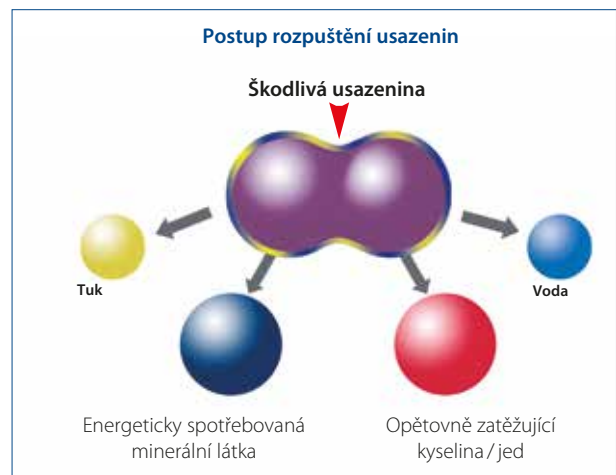 Postup rozpuštění usazenin
Škodlivá usazenina
Tuk
Voda
Energeticky spotřebovaná
minerální látka
Opětovně zatěžující
kyselina / jed